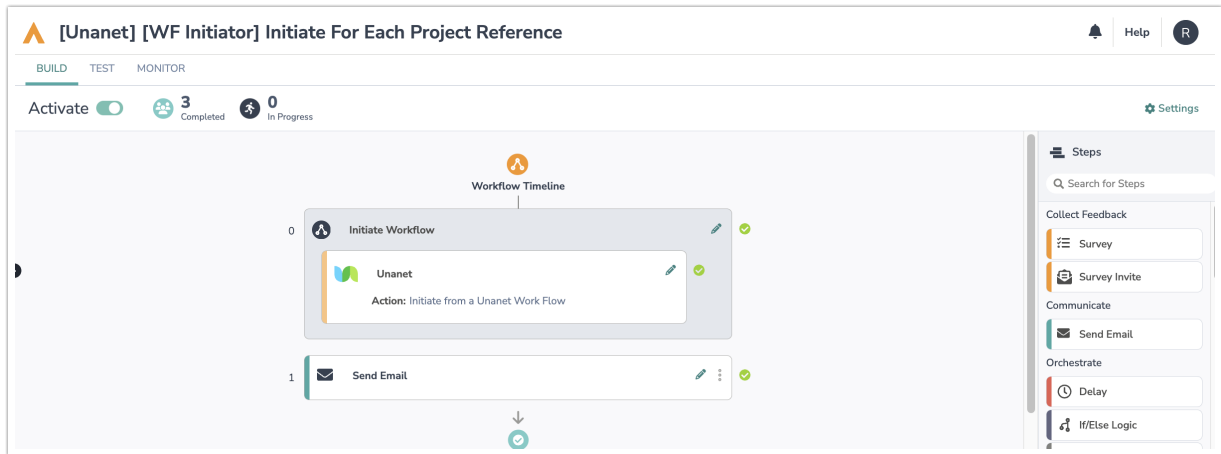 [Unanet] [WF Initiator] Initiate For Each Project Reference
Help
R
BUILD TEST MONITOR
Activate
3
Completed
0
In Progress
Settings
Workflow Timeline
0
Initiate Workflow
Unanet
Action: Initiate from a Unanet Work Flow
1
Send Email
Steps
Search for Steps
Collect Feedback
Survey
Survey Invite
Communicate
Send Email
Orchestrate
Delay
If/Else Logic